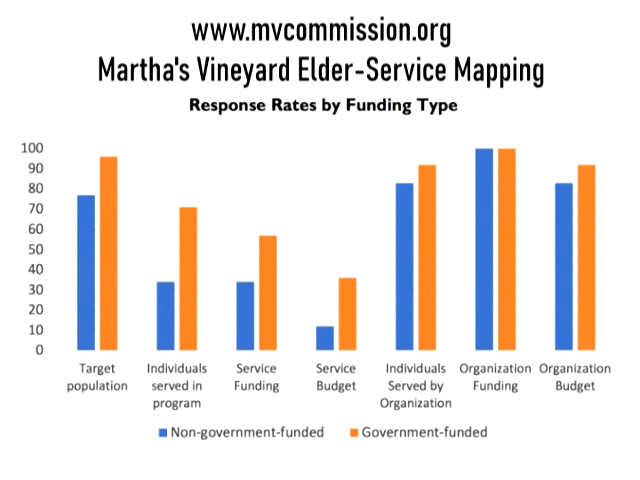 www.mvcommission.org
Martha's Vineyard Elder-Service Mapping
Response Rates by Funding Type
100
90
80
70
60
50
40
30
20
10
0
Target population
Individuals served in program
Service Funding
Service Budget
Individuals Served by Organization
Organization Funding
Organization Budget
Non-government-funded
Government-funded